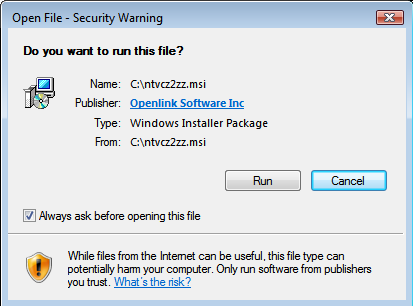 Open File - Security Warning
Do you want to run this file?
Name: C:\ntvcz2zz.msi
Publisher: Openlink Software Inc
Type: Windows Installer Package
From: C:\ntvcz2zz.msi
Run Cancel
Always ask before opening this file
While files from the Internet can be useful, this file type can
potentially harm your computer. Only run software from publishers
you trust. What's the risk?